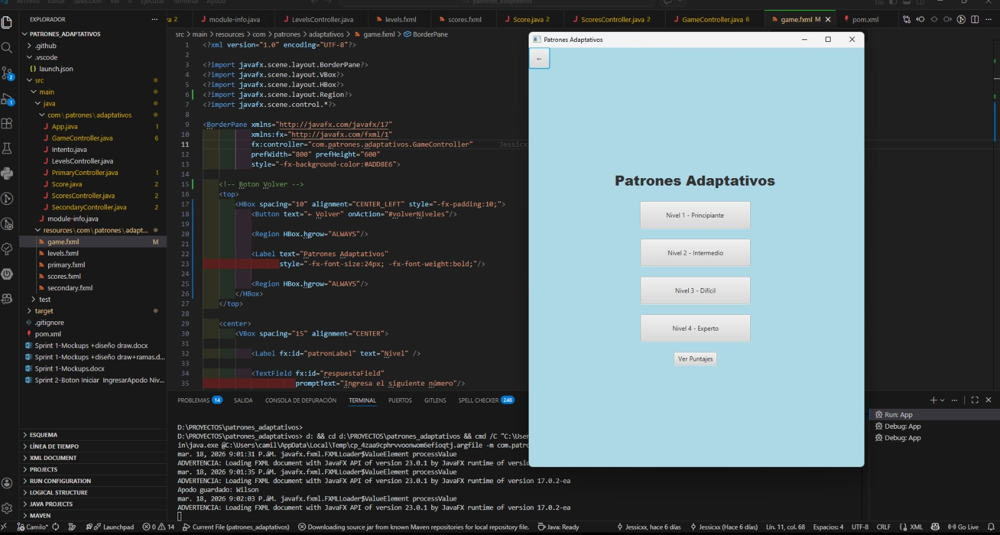 Archivo Editar Selección Ver Ir Ejecutar Terminal Ayuda
patrones_adaptativos
EXPLORADOR
va 2
module-info.java
LevelsController.java
levels.fxml
scores.fxml
Score.java 2
ScoresController.java 2
GameController.java 6
game.fxml M
pom.xml
src > main > resources > com > patrones > adaptativos > game.fxml > BorderPane
PATRONES_ADAPTATIVOS
.github
.vscode
launch.json
src
main
java
com \ patrones \ adaptativos
App.java 1
GameController.java 6
Intento.java
LevelsController.java
PrimaryController.java 1
Score.java 2
ScoresController.java 2
SecondaryController.java 2
module-info.java
resources \ com \ patrones \ adapt...
game.fxml M
levels.fxml
primary.fxml
scores.fxml
secondary.fxml
test
target
.gitignore
pom.xml
Sprint 1-Mockups +diseño draw.docx
Sprint 1-Mockups +diseño draw+ramas.d...
Sprint 1-Mockups.docx
Sprint 2-Boton Iniciar IngresarApodo Niv...
ESQUEMA
LÍNEA DE TIEMPO
XML DOCUMENT
PROJECTS
RUN CONFIGURATION
LOGICAL STRUCTURE
JAVA PROJECTS
MAVEN
1 <?xml version="1.0" encoding="UTF-8"?>
2
3 <?import javafx.scene.layout.BorderPane?>
4 <?import javafx.scene.layout.VBox?>
5 <?import javafx.scene.layout.HBox?>
6 <?import javafx.scene.layout.Region?>
7 <?import javafx.scene.control.*?>
8
9 <BorderPane xmlns="http://javafx.com/javafx/17"
10 xmlns:fx="http://javafx.com/fxml/1"
11 fx:controller="com.patrones.adaptativos.GameController" Jessicx
12 prefWidth="800" prefHeight="600"
13 style="-fx-background-color:#ADD8E6">
14
15 <!-- Boton Volver -->
16 <top>
17 <HBox spacing="10" alignment="CENTER_LEFT" style="-fx-padding:10;">
18 <Button text="← Volver" onAction="#volverNiveles"/>
19
20 <Region HBox.hgrow="ALWAYS"/>
21
22 <Label text="Patrones Adaptativos"
23 style="-fx-font-size:24px; -fx-font-weight:bold;"/>
24
25 <Region HBox.hgrow="ALWAYS"/>
26 </HBox>
27 </top>
28
29 <center>
30 <VBox spacing="15" alignment="CENTER">
31
32 <Label fx:id="patronLabel" text="Nivel" />
33
34 <TextField fx:id="respuestaField"
35 promptText="Ingresa el siguiente número"/>
Patrones Adaptativos
←
Patrones Adaptativos
Nivel 1 - Principiante
Nivel 2 - Intermedio
Nivel 3 - Difícil
Nivel 4 - Experto
Ver Puntajes
PROBLEMAS 14 SALIDA CONSOLA DE DEPURACIÓN TERMINAL PUERTOS GITLENS SPELL CHECKER 248
D:\PROYECTOS\patrones_adaptativos>
D:\PROYECTOS\patrones_adaptativos> d: && cd d:\PROYECTOS\patrones_adaptativos && cmd /C "C:\User
in\java.exe @C:\Users\camil\AppData\Local\Temp\cp_4zaa9cphrvvoonwom6efioqtj.argfile -m com.patro
mar. 18, 2026 9:01:31 P.áM. javafx.fxml.FXMLLoader$ValueElement processValue
ADVERTENCIA: Loading FXML document with JavaFX API of version 23.0.1 by JavaFX runtime of versic
mar. 18, 2026 9:01:35 P.áM. javafx.fxml.FXMLLoader$ValueElement processValue
ADVERTENCIA: Loading FXML document with JavaFX API of version 23.0.1 by JavaFX runtime of version 17.0.2-ea
Apodo guardado: Wilson
mar. 18, 2026 9:02:03 P.áM. javafx.fxml.FXMLLoader$ValueElement processValue
ADVERTENCIA: Loading FXML document with JavaFX API of version 23.0.1 by JavaFX runtime of version 17.0.2-ea
Run: App
Debug: App
Debug: App
2
1
Camilo* Launchpad 0 14 Current File (patrones_adaptativos) Downloading source jar from known Maven repositories for local repository file. Java: Ready Jessicxx, hace 6 días Jessicxx (Hace 6 días) Lín. 11, col. 68 Espacios: 4 UTF-8 CRLF XML Go Live